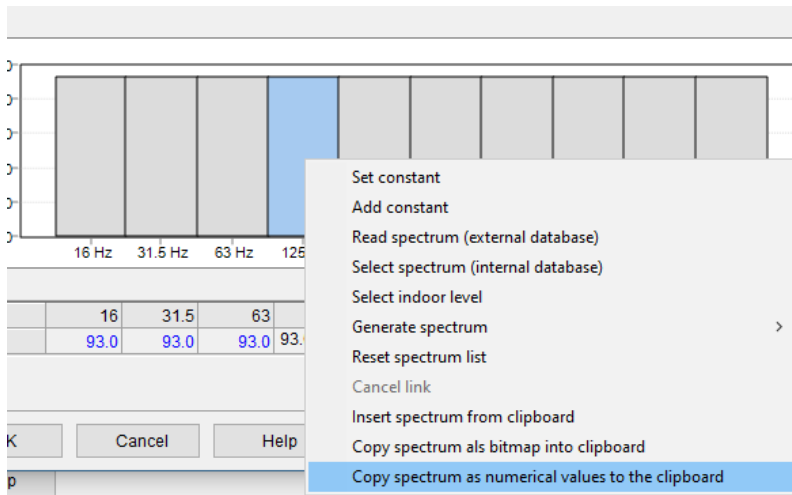 16 Hz 31.5 Hz 63 Hz 125
Set constant
Add constant
Read spectrum (external database)
Select spectrum (internal database)
Select indoor level
Generate spectrum
Reset spectrum list
Cancel link
Insert spectrum from clipboard
Copy spectrum als bitmap into clipboard
Copy spectrum as numerical values to the clipboard
16 31.5 63
93.0 93.0 93.0 93.
K Cancel Help
p